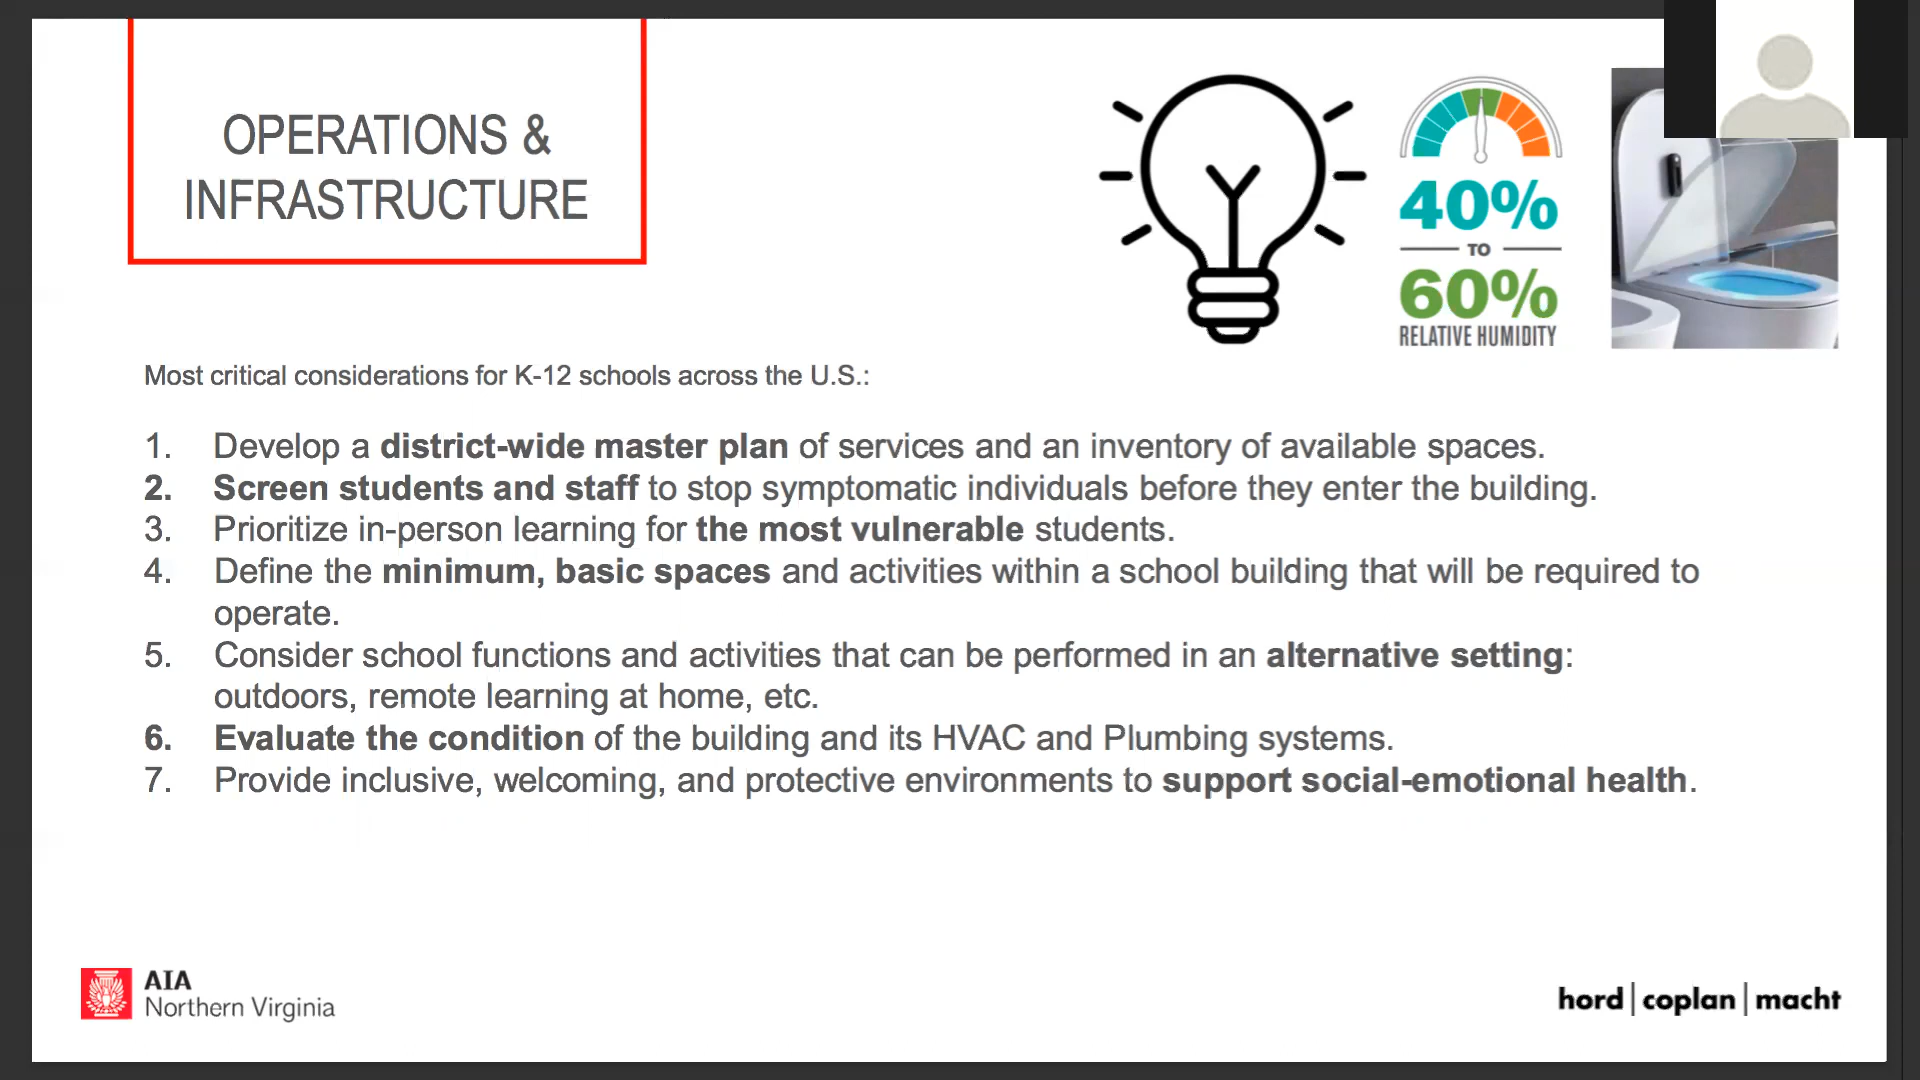 OPERATIONS &
INFRASTRUCTURE
40%
TO
60%
RELATIVE HUMIDITY
Most critical considerations for K-12 schools across the U.S.:
1. Develop a district-wide master plan of services and an inventory of available spaces.
2. Screen students and staff to stop symptomatic individuals before they enter the building.
3. Prioritize in-person learning for the most vulnerable students.
4. Define the minimum, basic spaces and activities within a school building that will be required to
operate.
5. Consider school functions and activities that can be performed in an alternative setting:
outdoors, remote learning at home, etc.
6. Evaluate the condition of the building and its HVAC and Plumbing systems.
7. Provide inclusive, welcoming, and protective environments to support social-emotional health.
AIA
Northern Virginia
hord|coplan|macht